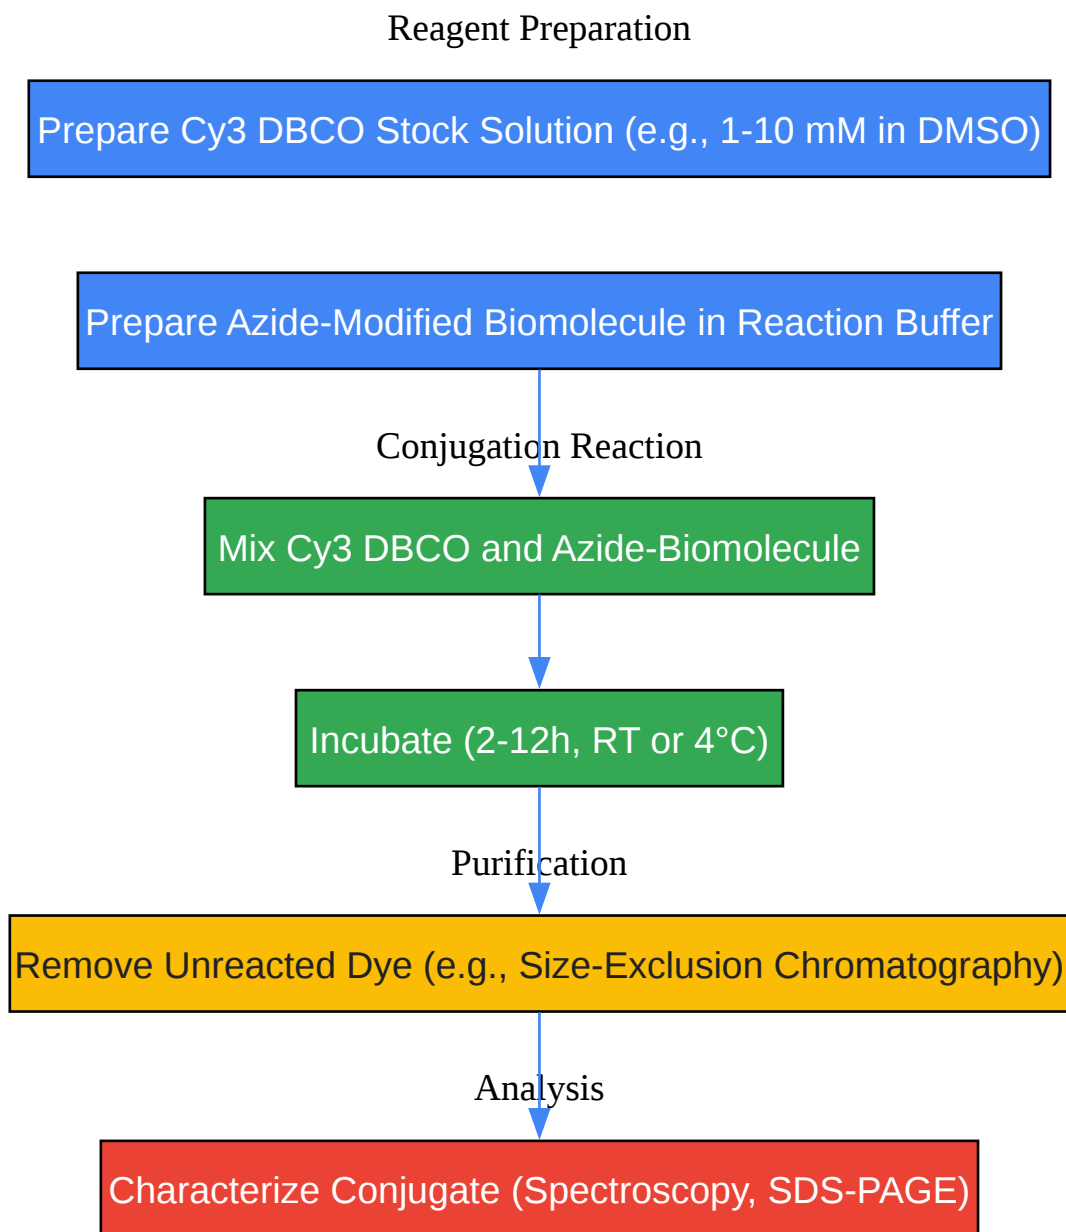 Reagent Preparation
Prepare Cy3 DBCO Stock Solution (e.g., 1-10 mM in DMSO)
Prepare Azide-Modified Biomolecule in Reaction Buffer
Conjugation Reaction
Mix Cy3 DBCO and Azide-Biomolecule
Incubate (2-12h, RT or 4°C)
Purification
Remove Unreacted Dye (e.g., Size-Exclusion Chromatography)
Analysis
Characterize Conjugate (Spectroscopy, SDS-PAGE)